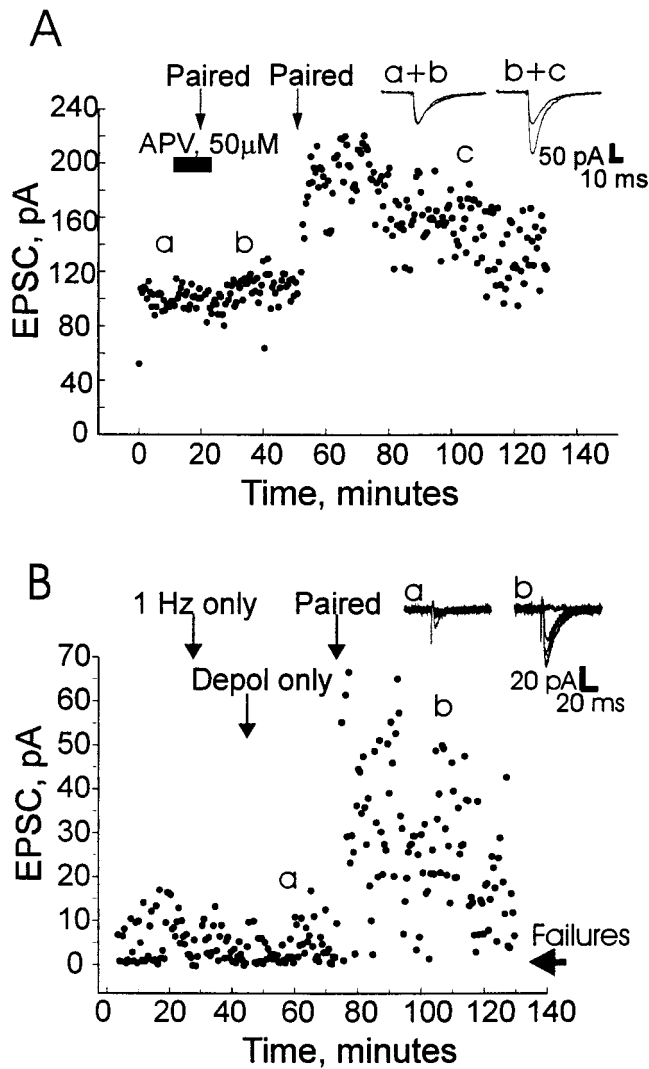 A
Paired Paired a+b b+c
APV, 50μM
50 pA
10 ms
a b c
EPSC, pA
240
200
160
120
80
40
0
0 20 40 60 80 100 120 140
Time, minutes
B
1 Hz only Paired a b
Depol only
20 pA
20 ms
a b
EPSC, pA
70
60
50
40
30
20
10
0
Failures
0 20 40 60 80 100 120 140
Time, minutes